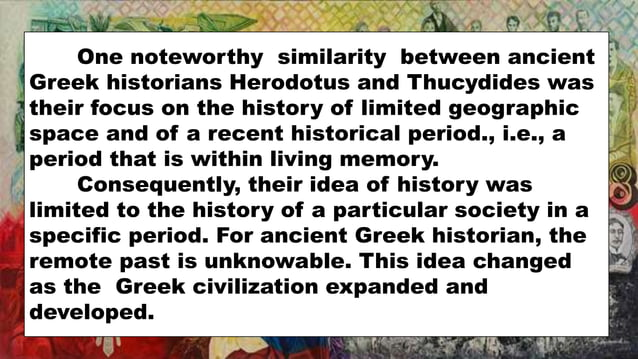 One noteworthy similarity between ancient
Greek historians Herodotus and Thucydides was
their focus on the history of limited geographic
space and of a recent historical period., i.e., a
period that is within living memory.
Consequently, their idea of history was
limited to the history of a particular society in a
specific period. For ancient Greek historian, the
remote past is unknowable. This idea changed
as the Greek civilization expanded and
developed.